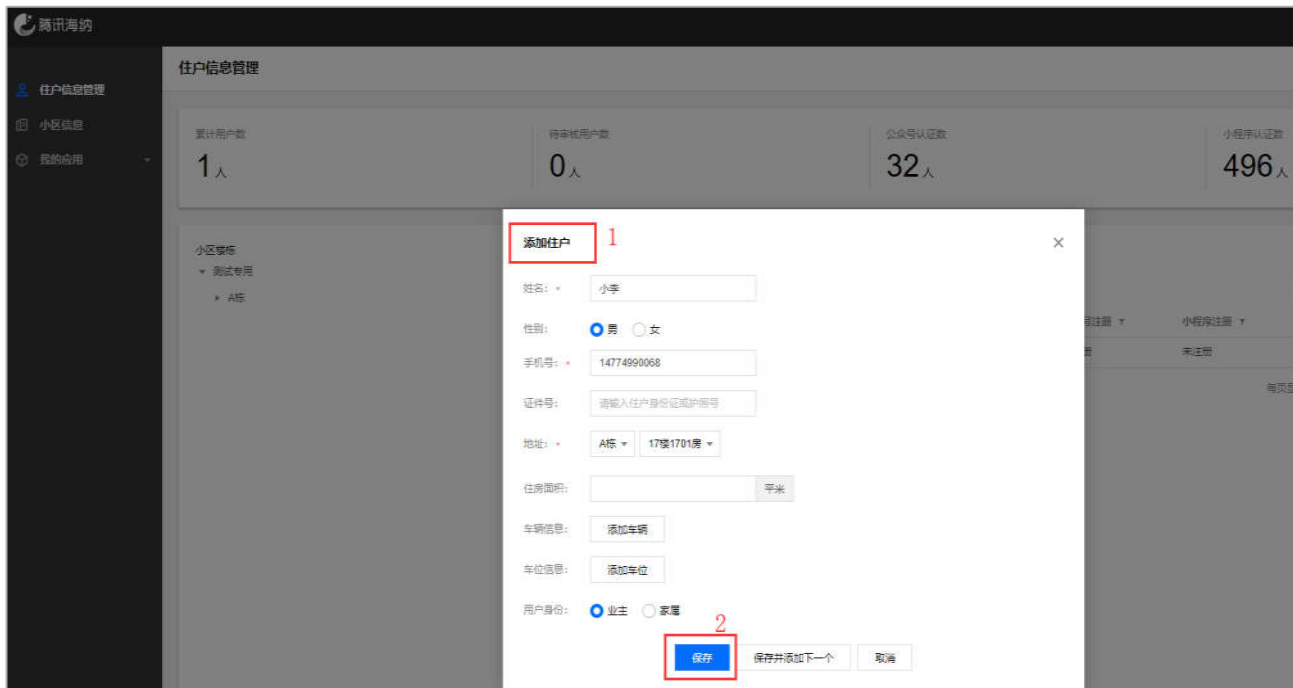 腾讯海纳
住户信息管理
小区信息
我的应用
住户信息管理
累计用户数
1人
待审核用户数
0人
公众号认证数
32人
小程序认证数
496人
小区楼栋
测试专用
A栋
号注册
小程序注册
册
未注册
每页显
添加住户
1
姓名: *
小李
性别:
男
女
手机号: *
14774990068
证件号:
请输入住户身份证或护照号
地址: *
A栋
17楼1701房
住房面积:
平米
车辆信息:
添加车辆
车位信息:
添加车位
用户身份:
业主
家属
2
保存
保存并添加下一个
取消